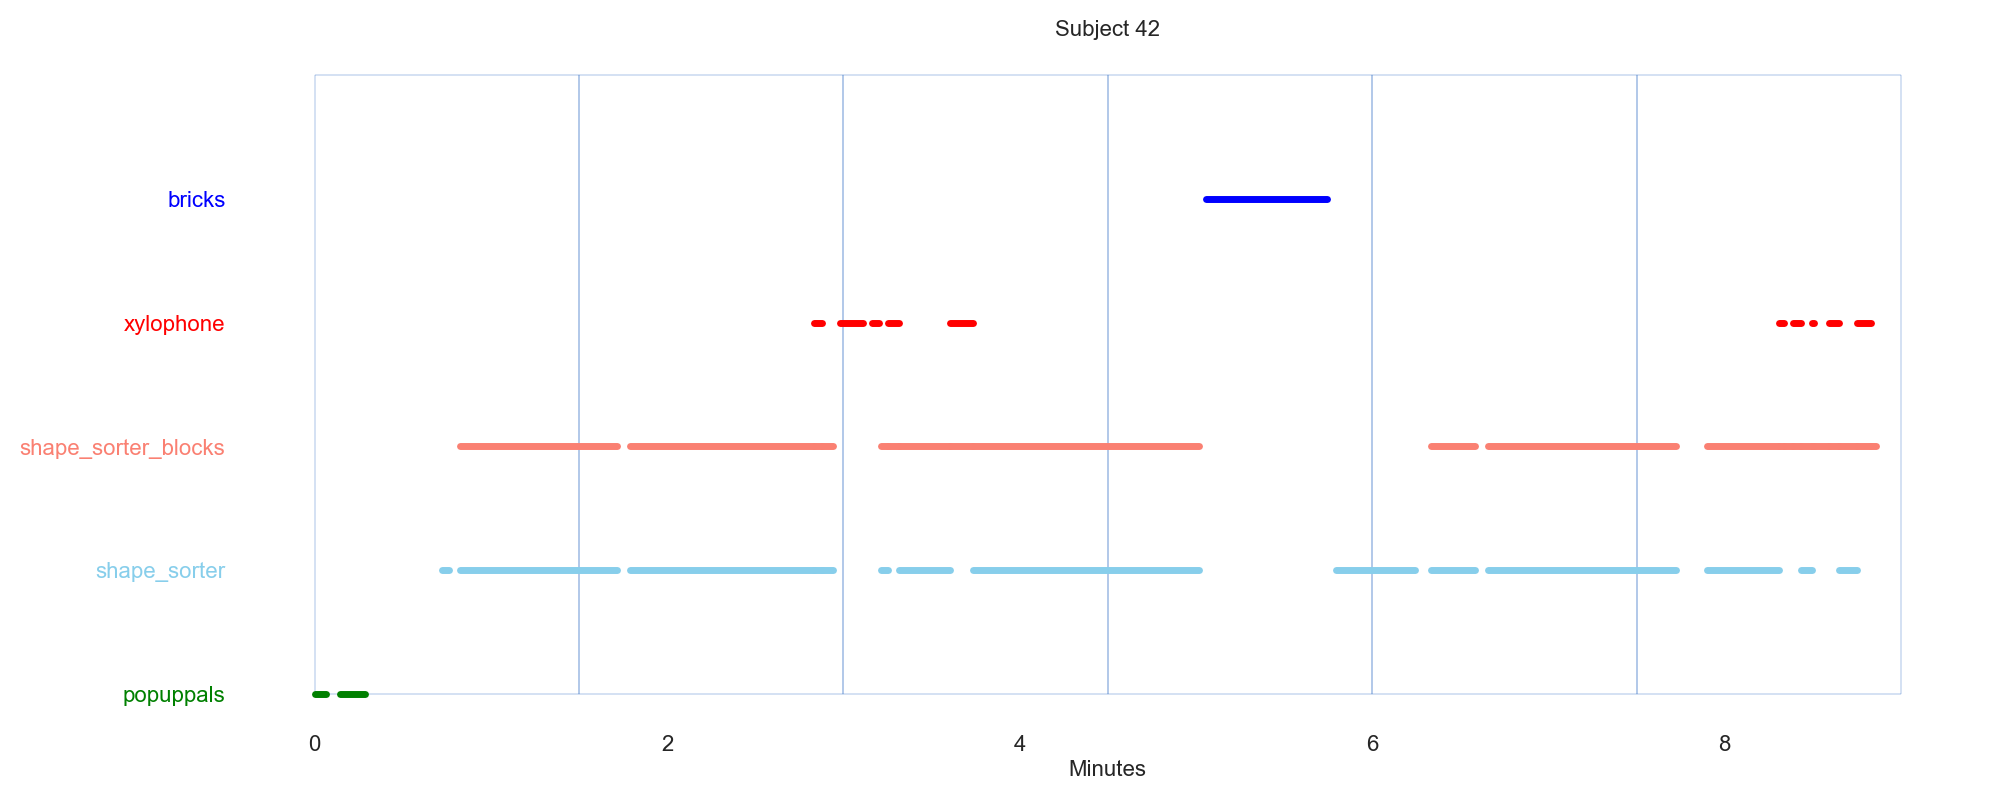 Subject 42
bricks
xylophone
shape_sorter_blocks
shape_sorter
popuppals
0 2 4 6 8
Minutes